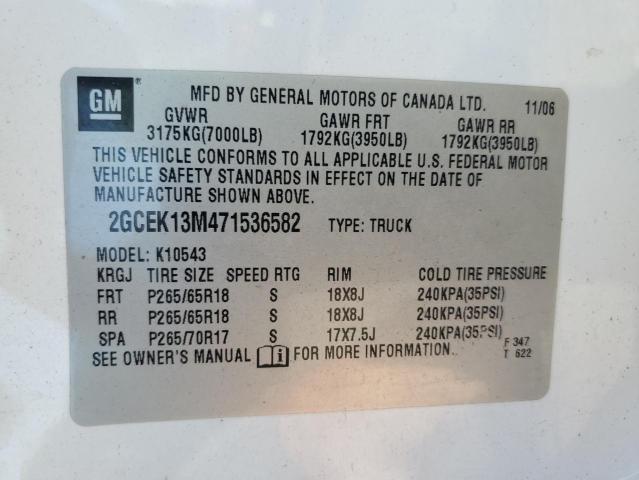 GM ® MFD BY GENERAL MOTORS OF CANADA LTD. 11/06
GVWR GAWR FRT GAWR RR
3175KG(7000LB) 1792KG(3950LB) 1792KG(3950LB)
THIS VEHICLE CONFORMS TO ALL APPLICABLE U.S. FEDERAL MOTOR
VEHICLE SAFETY STANDARDS IN EFFECT ON THE DATE OF
MANUFACTURE SHOWN ABOVE.
2GCEK13M471536582 TYPE: TRUCK
MODEL: K10543
KRGJ TIRE SIZE SPEED RTG RIM COLD TIRE PRESSURE
FRT P265/65R18 S 18X8J 240KPA(35PSI)
RR P265/65R18 S 18X8J 240KPA(35PSI)
SPA P265/70R17 S 17X7.5J 240KPA(35PSI)
SEE OWNER'S MANUAL i FOR MORE INFORMATION. F 347
T 622